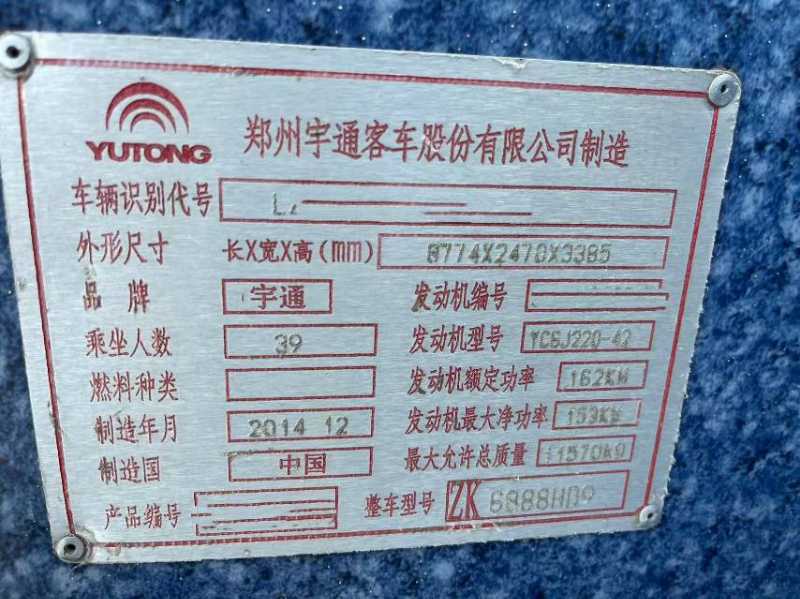 YUTONG 郑州宇通客车股份有限公司制造
车辆识别代号 L
外形尺寸 长X宽X高(mm) 8774X2470X3385
品牌 宇通 发动机编号
乘坐人数 39 发动机型号 YC6J220-42
燃料种类 发动机额定功率 162KW
制造年月 2014 12 发动机最大净功率 153KW
制造国 中国 最大允许总质量 11570KG
产品编号 整车型号 ZK 6888HD9